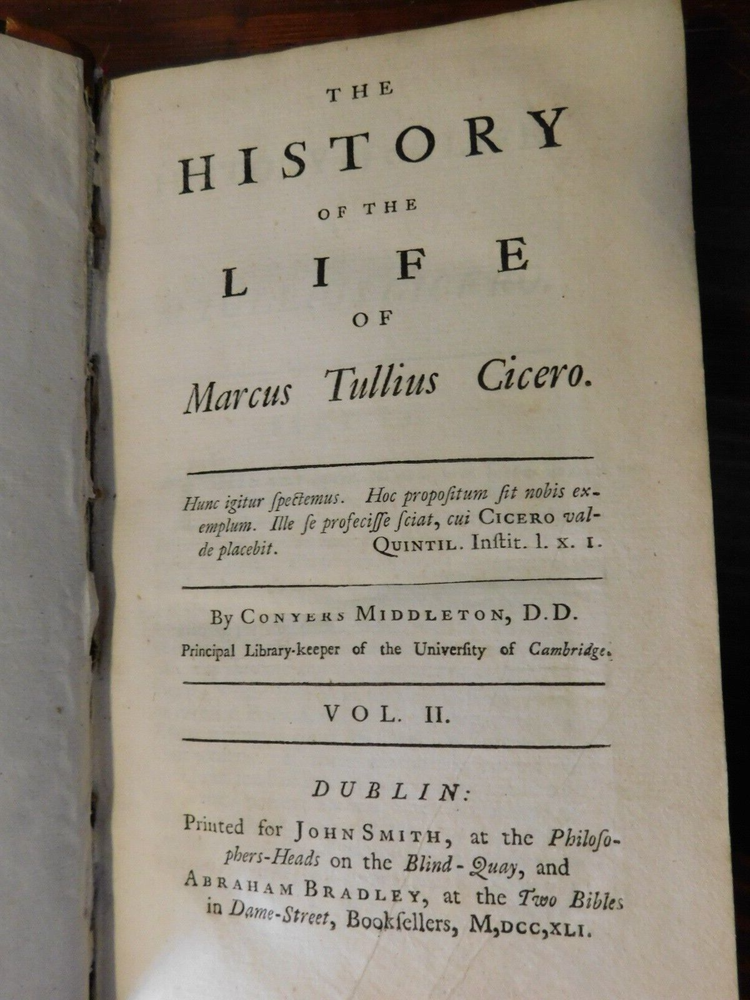 THE
HISTORY
OF THE
LIFE
OF
Marcus Tullius Cicero.
Hunc igitur ſpectemus. Hoc propoſitum ſit nobis ex-
emplum. Ille ſe profeciſſe ſciat, cui CICERO val-
de placebit. QUINTIL. Inſtit. l. x. 1.
By CONYERS MIDDLETON, D.D.
Principal Library-keeper of the Univerſity of Cambridge.
VOL. II.
DUBLIN:
Printed for JOHN SMITH, at the Philoſo-
phers-Heads on the Blind-Quay, and
ABRAHAM BRADLEY, at the Two Bibles
in Dame-Street, Bookſellers, M,DCC,XLI.